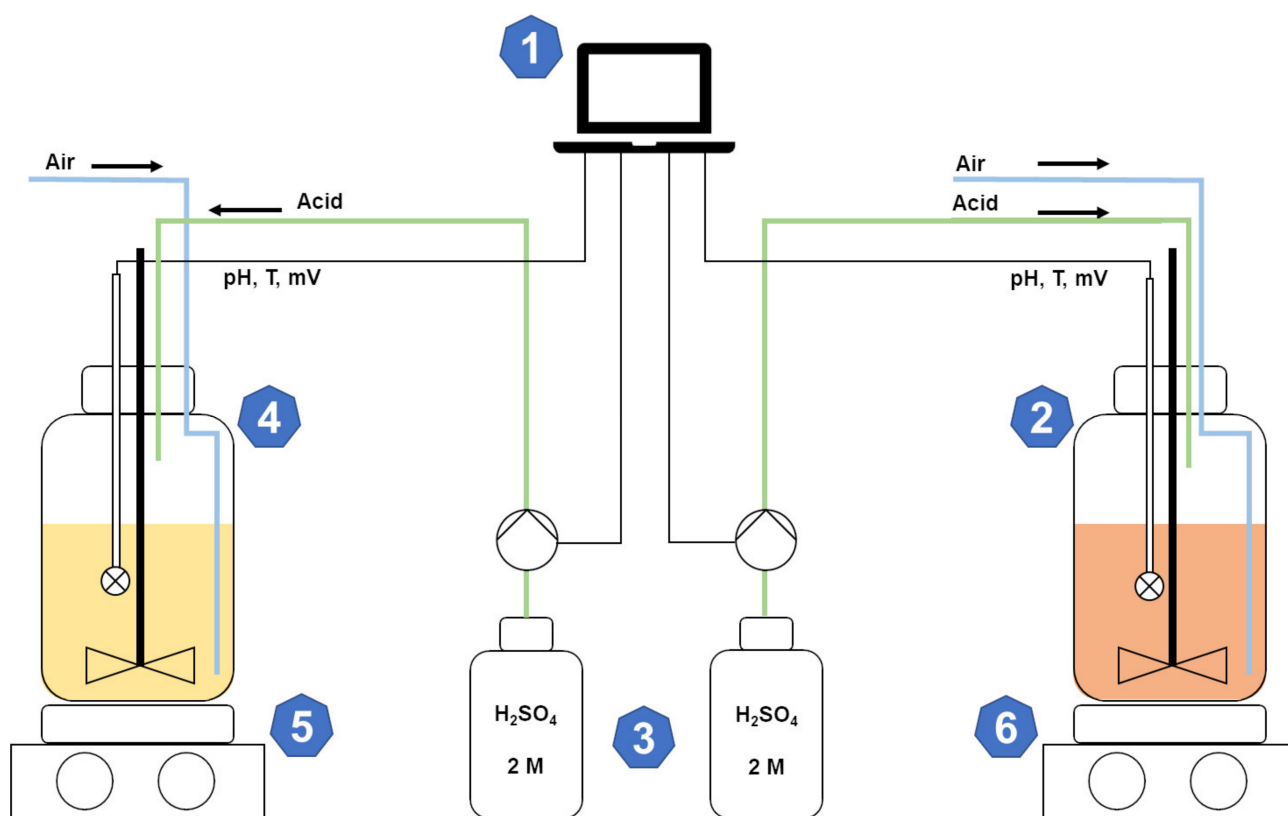 1
Air
Air
Acid
Acid
pH, T, mV
pH, T, mV
4
2
H₂SO₄
2 M
3
H₂SO₄
2 M
5
6